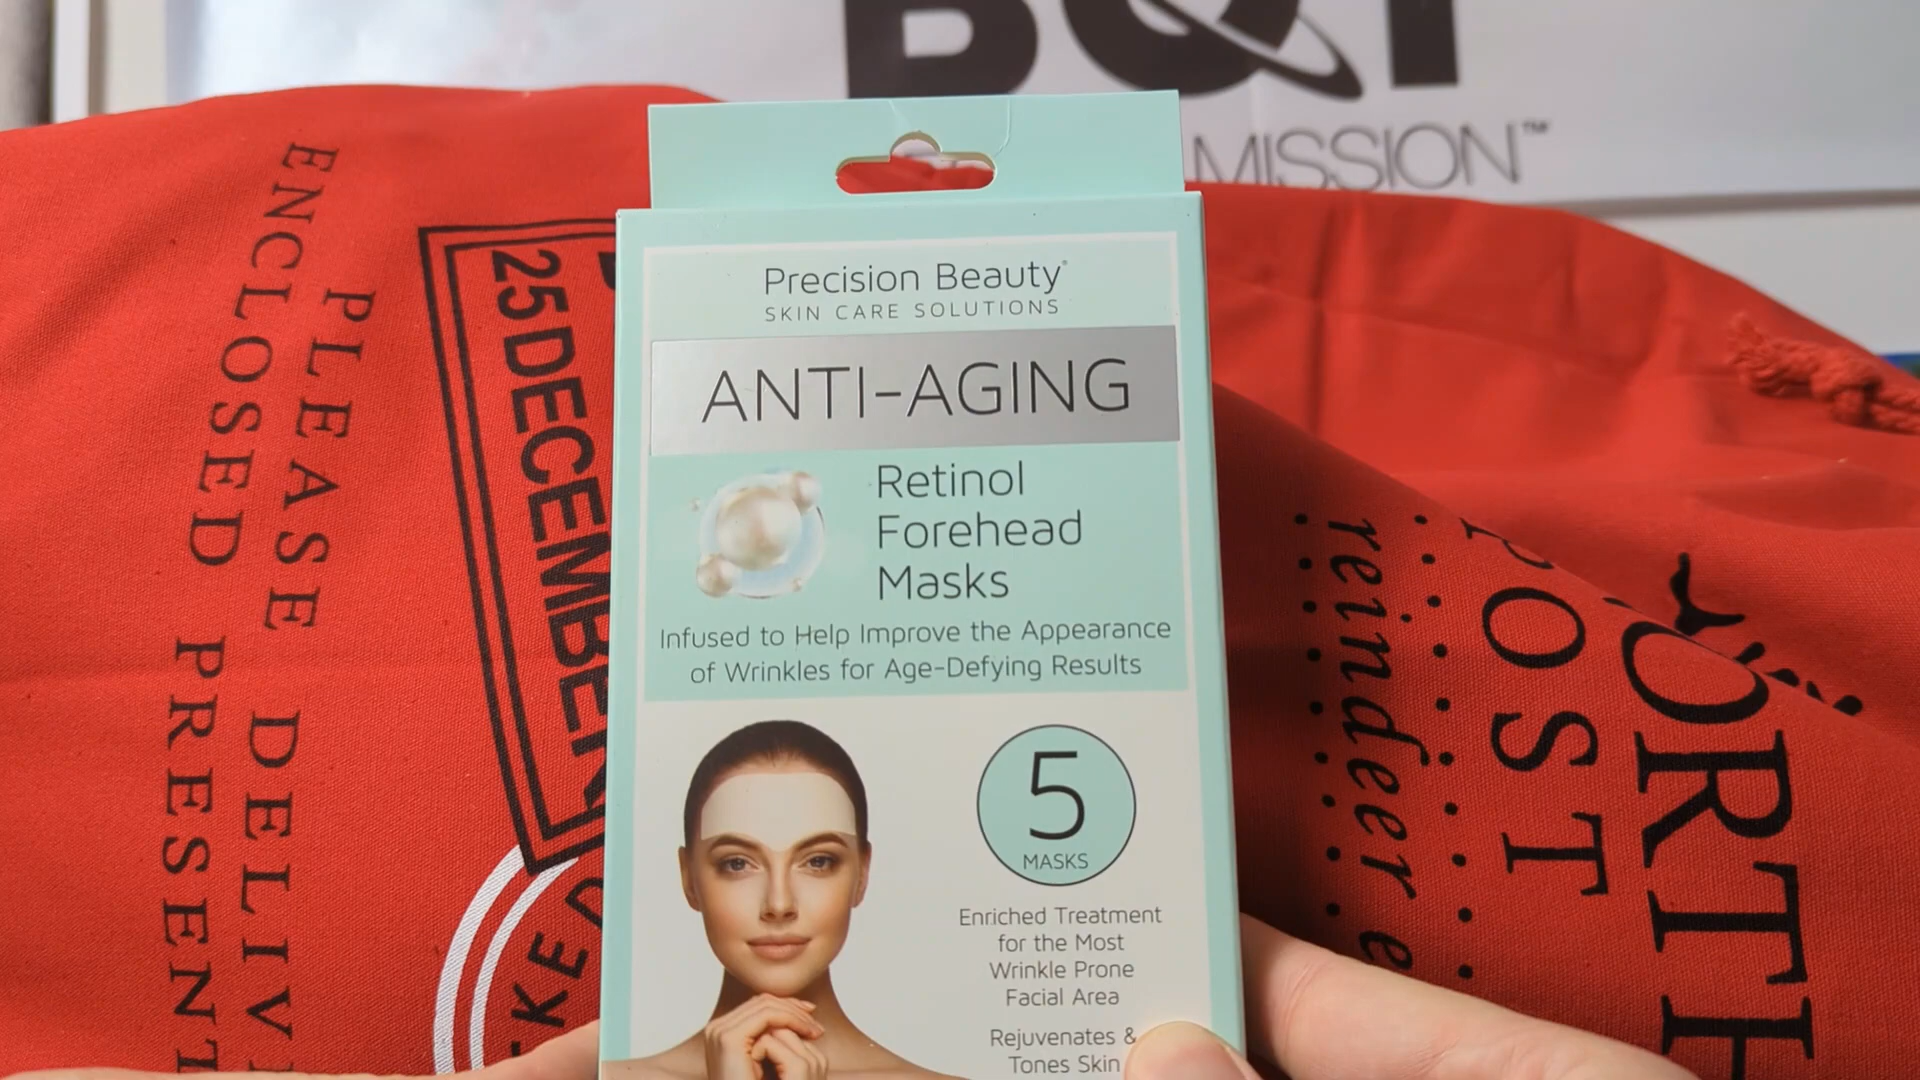 MISSION™
Precision Beauty®
SKIN CARE SOLUTIONS
ANTI-AGING
Retinol
Forehead
Masks
Infused to Help Improve the Appearance
of Wrinkles for Age-Defying Results
5
MASKS
Enriched Treatment
for the Most
Wrinkle Prone
Facial Area
Rejuvenates &
Tones Skin
PLEASE DELIV
ENCLOSED PRESENT
25 DECEMBER
POST
reindeer